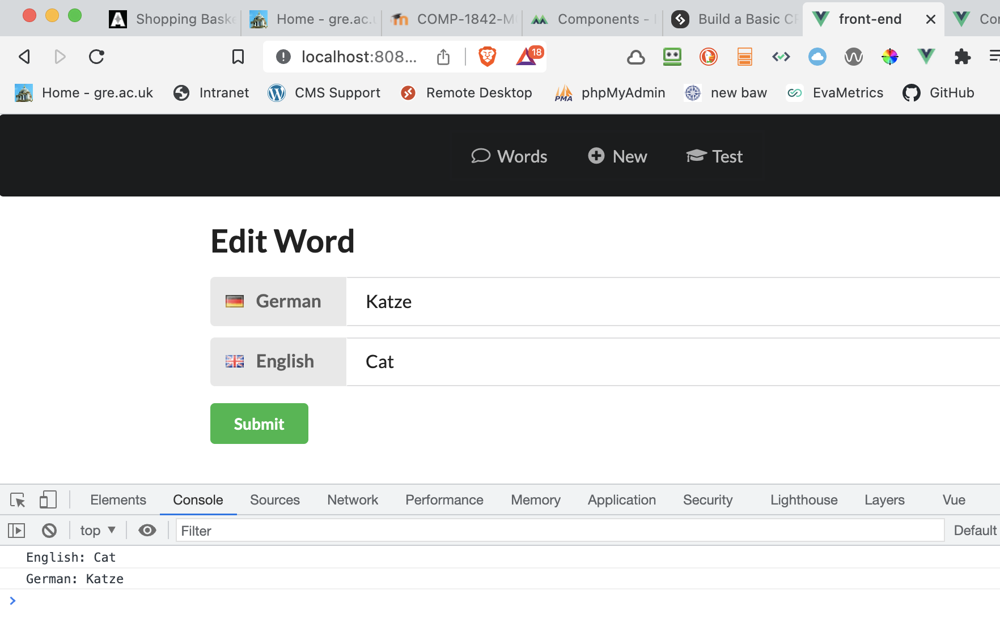 Shopping Baske
Home - gre.ac.u
COMP-1842-M
Components -
Build a Basic CR
front-end
Cor
localhost:808...
18
Home - gre.ac.uk
Intranet
CMS Support
PMA
phpMyAdmin
Remote Desktop
new baw
EvaMetrics
GitHub
Words
New
Test
Edit Word
German
Katze
English
Cat
Submit
Elements Console Sources Network Performance Memory Application Security Lighthouse Layers Vue
top
Filter
Default
English: Cat
German: Katze